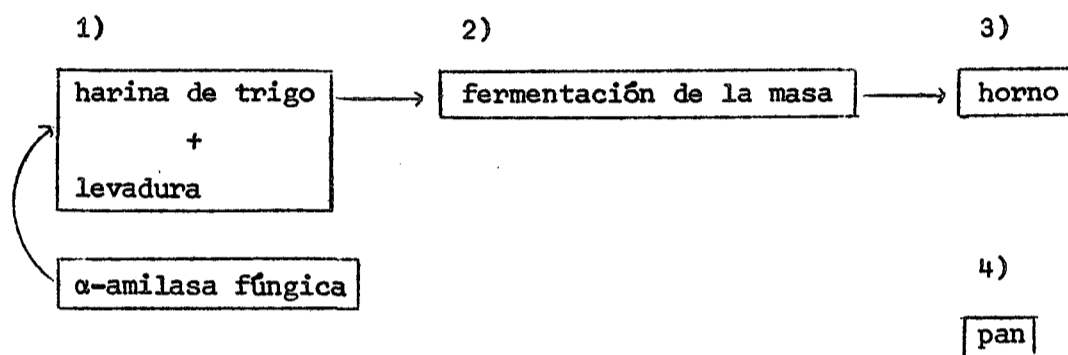 1) 2) 3)
harina de trigo fermentación de la masa horno
+
levadura
α-amilasa fúngica
4)
pan